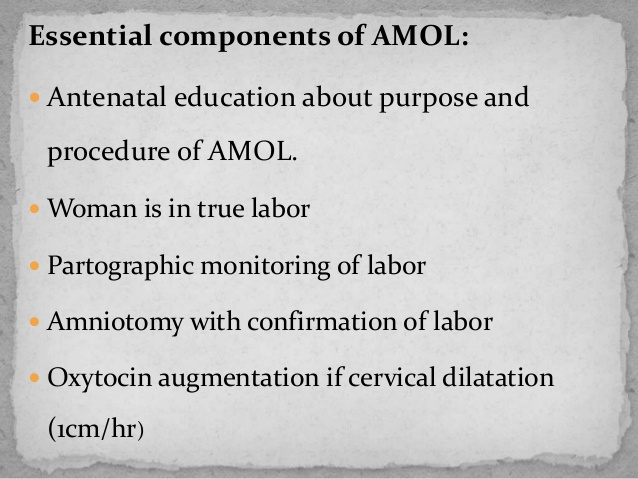 Essential components of AMOL:
• Antenatal education about purpose and
procedure of AMOL.
• Woman is in true labor
• Partographic monitoring of labor
• Amniotomy with confirmation of labor
• Oxytocin augmentation if cervical dilatation
(1cm/hr)